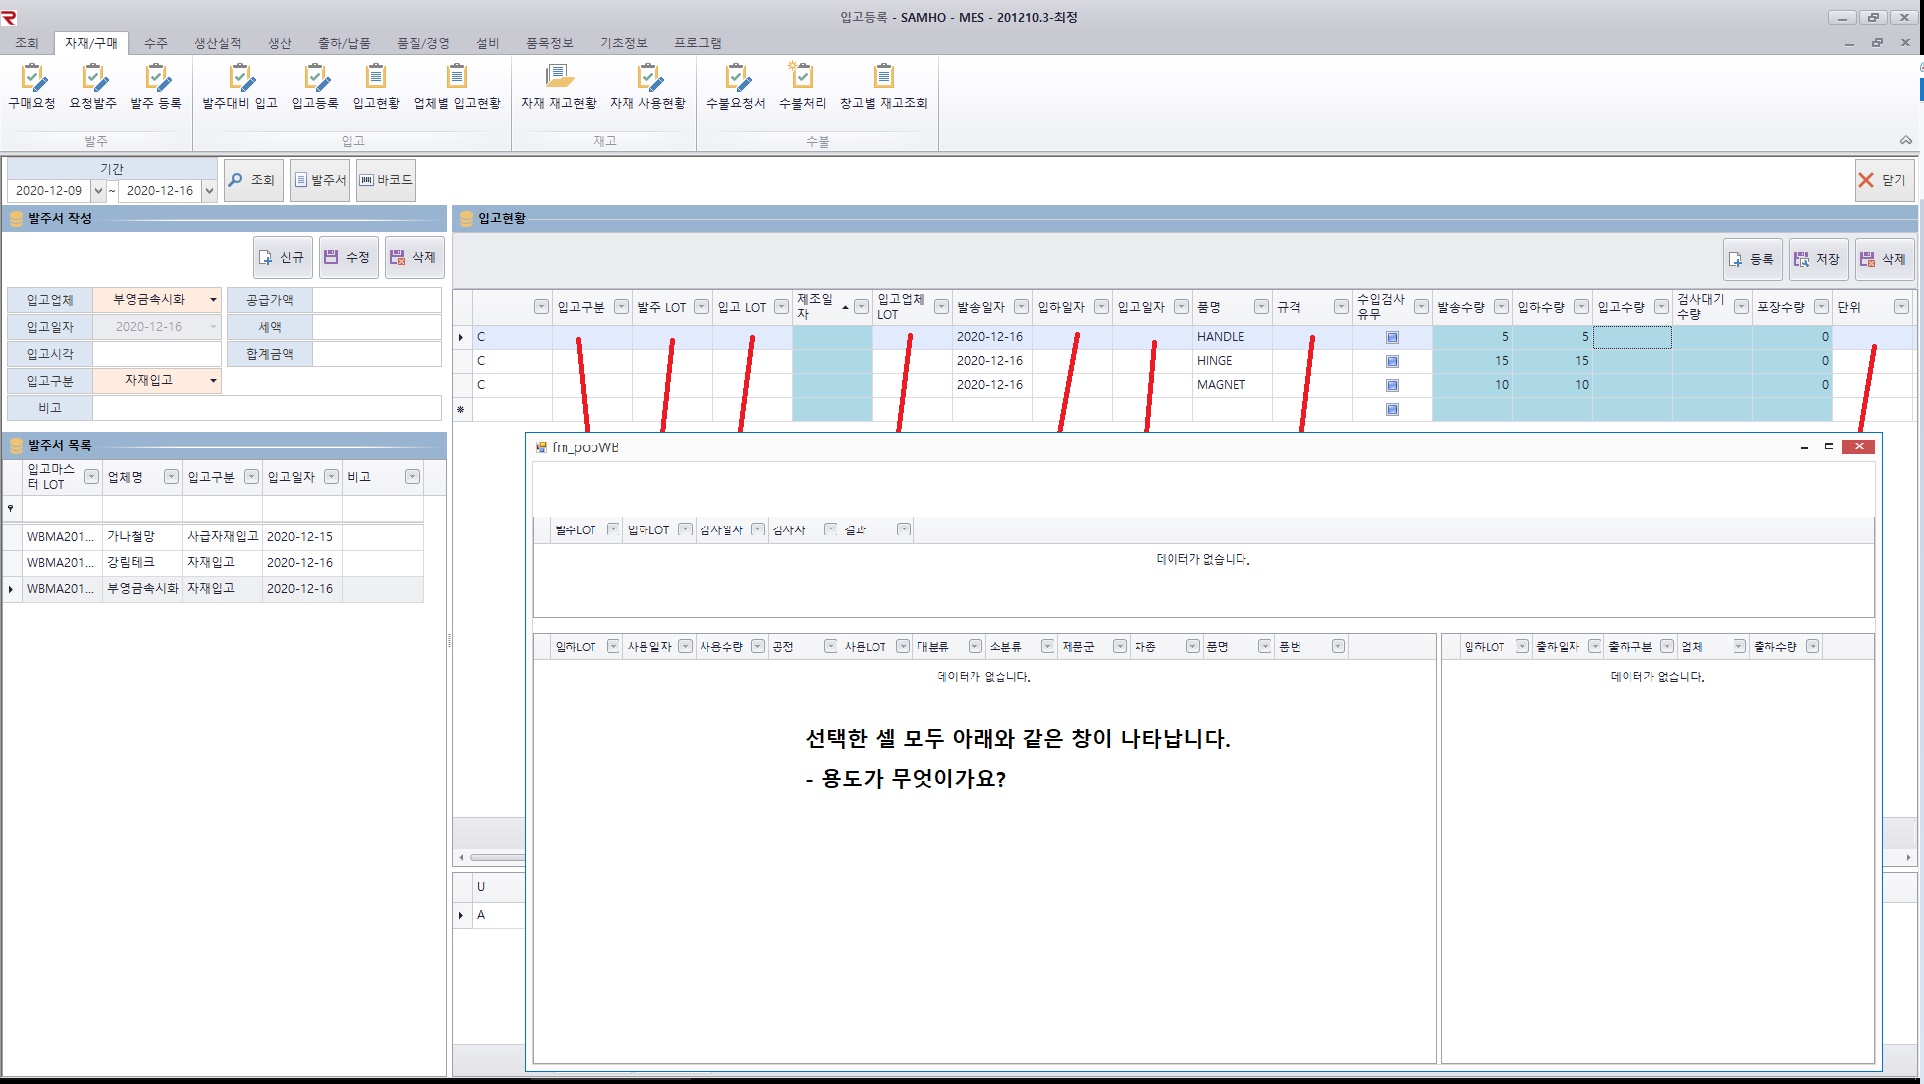 입고등록 - SAMHO - MES - 201210.3-최정
조회 자재/구매 수주 생산실적 생산 출하/납품 품질/경영 설비 품목정보 기초정보 프로그램
구매요청 요청발주 발주 등록 발주대비 입고 입고등록 입고현황 업체별 입고현황 자재 재고현황 자재 사용현황 수불요청서 수불처리 창고별 재고조회
발주 입고 재고 수불
기간
2020-12-09 ~ 2020-12-16 조회 발주서 바코드 닫기
발주서 작성
신규 수정 삭제
입고업체 부영금속시화 공급가액
입고일자 2020-12-16 세액
입고시각 합계금액
입고구분 자재입고
비고
발주서 목록
입고마스터 LOT 업체명 입고구분 입고일자 비고
WBMA201... 가나철망 사급자재입고 2020-12-15
WBMA201... 강림테크 자재입고 2020-12-16
WBMA201... 부영금속시화 자재입고 2020-12-16
입고현황
등록 저장 삭제
입고구분 발주 LOT 입고 LOT 제조일자 입고업체 LOT 발송일자 입하일자 입고일자 품명 규격 수입검사 유무 발송수량 입하수량 입고수량 검사대기 수량 포장수량 단위
C 2020-12-16 HANDLE 5 5 0
C 2020-12-16 HINGE 15 15 0
C 2020-12-16 MAGNET 10 10 0
fm_popWB
발주LOT 입하LOT 검사일자 검사자 결과
데이터가 없습니다.
입하LOT 사용일자 사용수량 공정 사용LOT 대분류 소분류 제품군 차종 품명 품번
데이터가 없습니다.
입하LOT 출하일자 출하구분 업체 출하수량
데이터가 없습니다.
선택한 셀 모두 아래와 같은 창이 나타납니다.
- 용도가 무엇이가요?
U
A